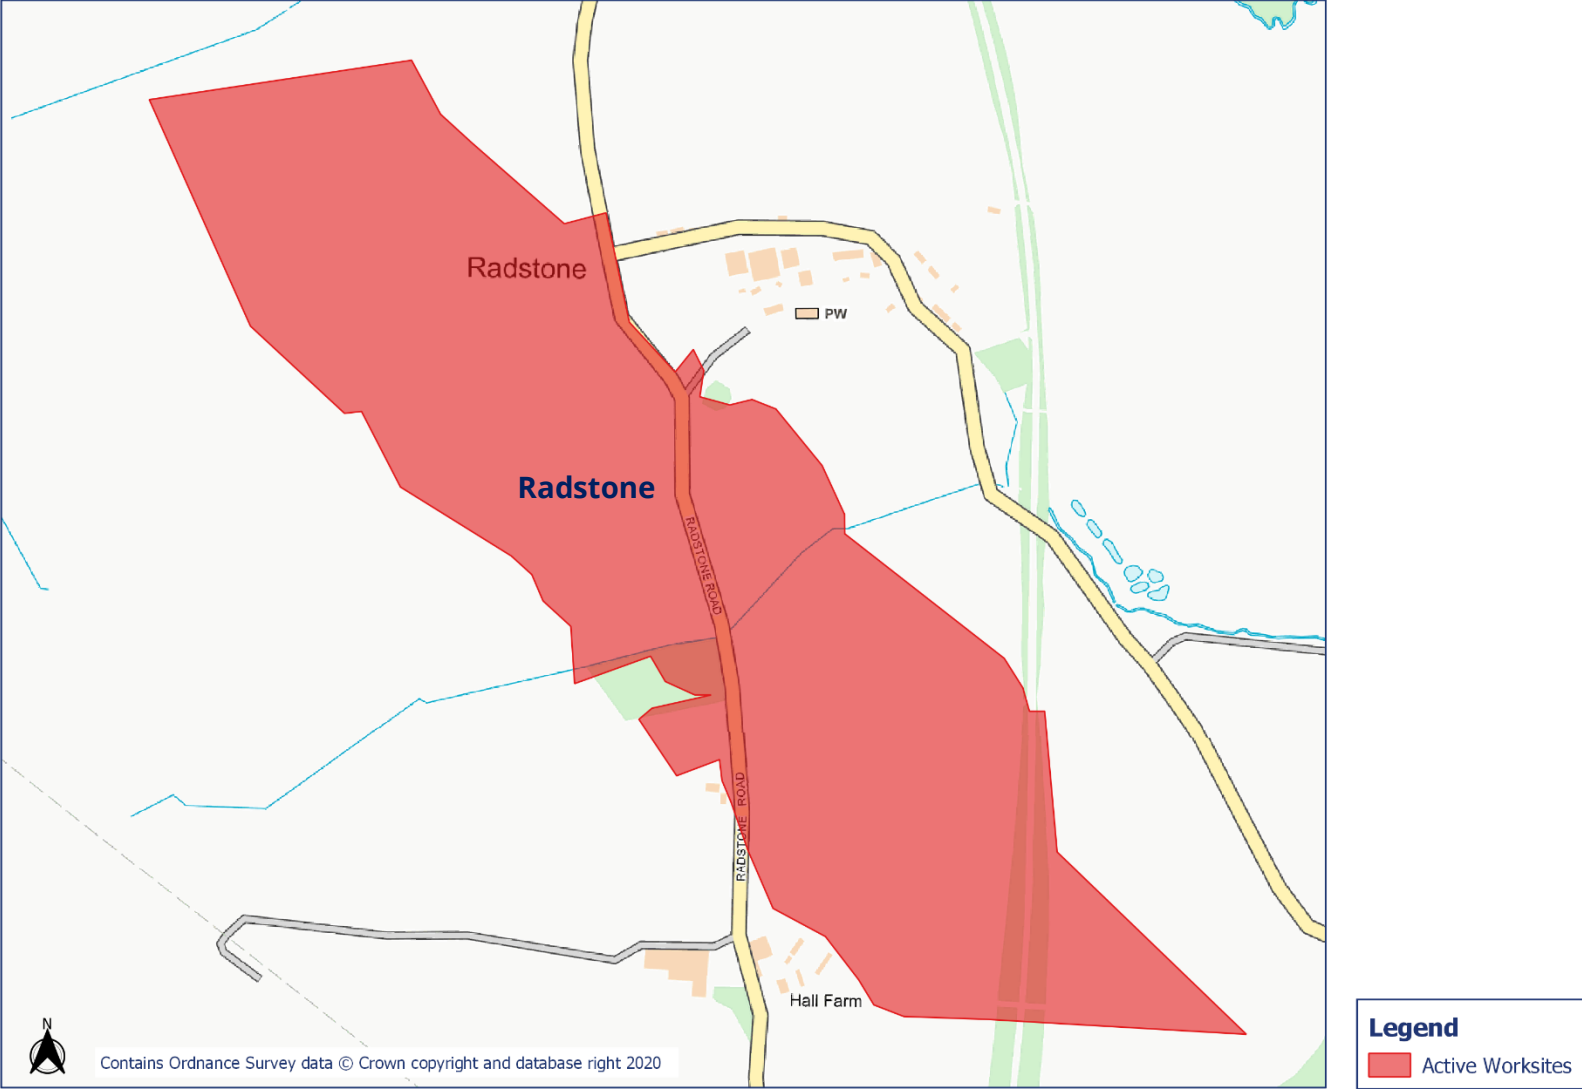 Radstone
PW
Radstone
RADSTONE ROAD
RADSTONE ROAD
Hall Farm
N
Contains Ordnance Survey data © Crown copyright and database right 2020
Legend
Active Worksites